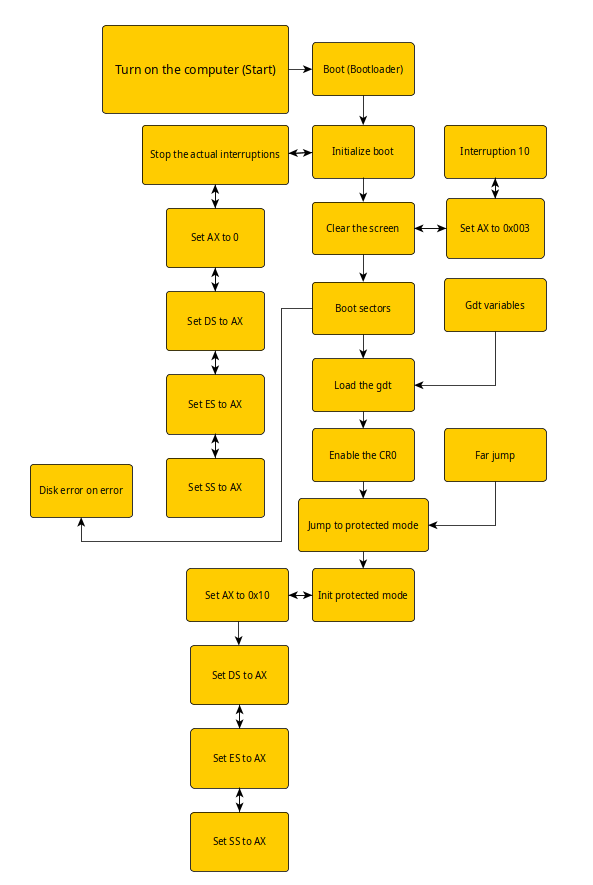 Turn on the computer (Start)
Boot (Bootloader)
Stop the actual interruptions
Initialize boot
Interruption 10
Set AX to 0
Clear the screen
Set AX to 0x003
Set DS to AX
Boot sectors
Gdt variables
Load the gdt
Set ES to AX
Enable the CR0
Far jump
Disk error on error
Set SS to AX
Jump to protected mode
Set AX to 0x10
Init protected mode
Set DS to AX
Set ES to AX
Set SS to AX